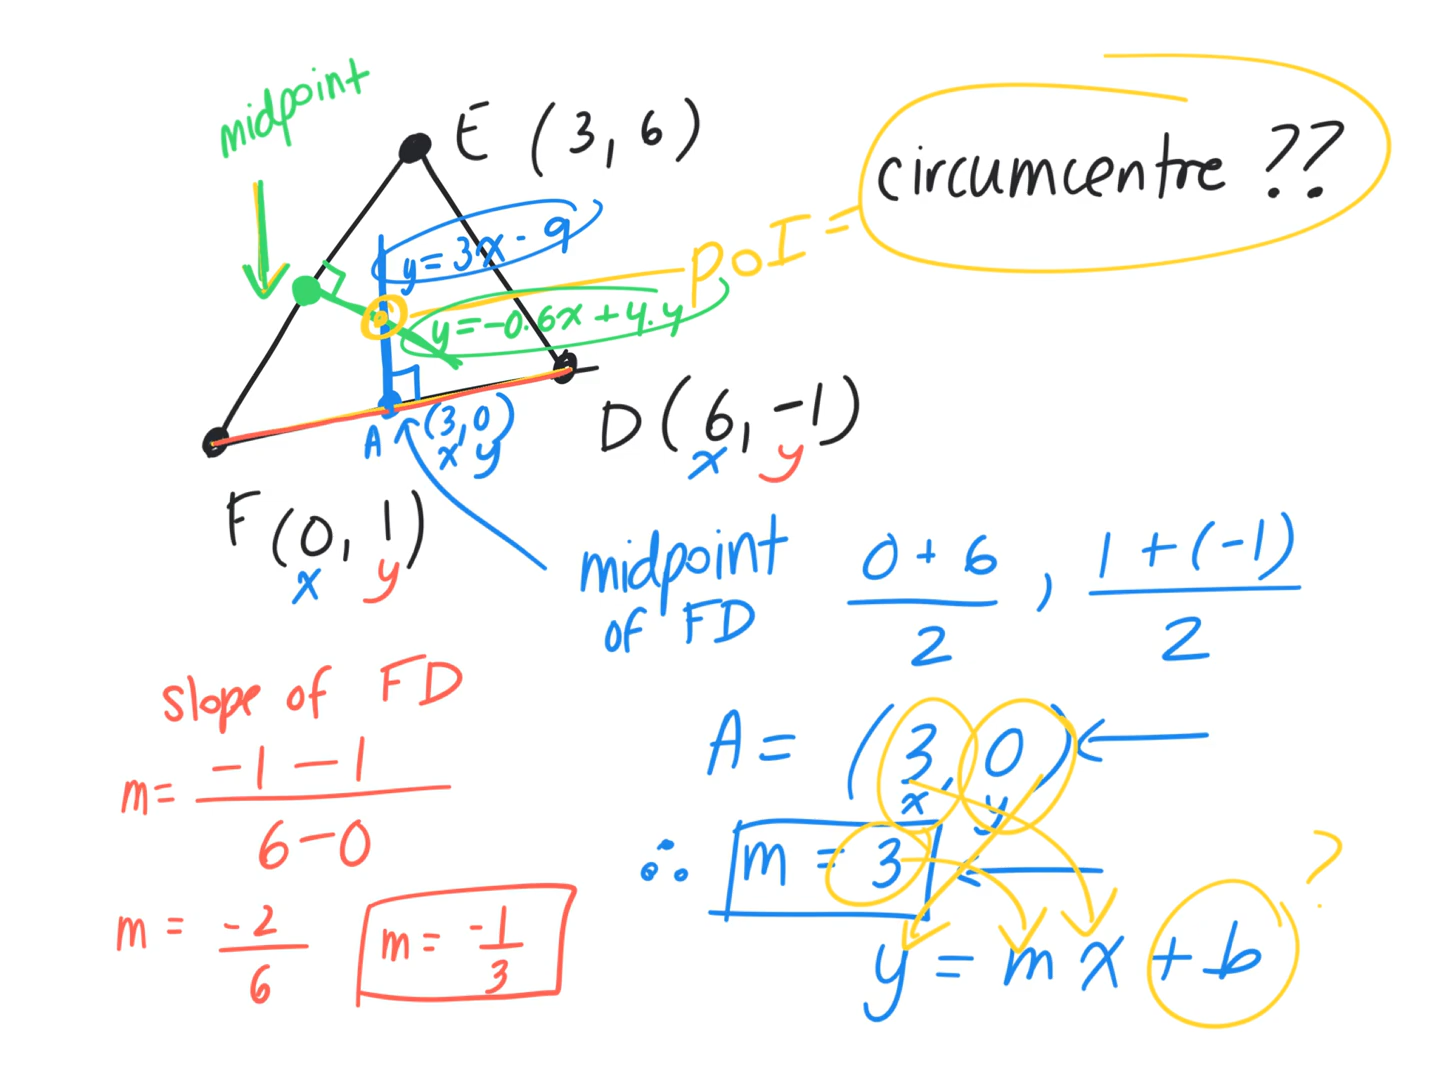 midpoint
E (3, 6)
circumcentre ??
y = 3x - 9
POI =
y = -0.6x + 4.4
A (3, 0)
x y
D (6, -1)
x y
F (0, 1)
x y
midpoint of FD
0 + 6 / 2 , 1 + (-1) / 2
slope of FD
m = -1 - 1 / 6 - 0
m = -2 / 6
m = -1 / 3
A = (3, 0)
x y
∴ m = 3
y = mx + b ?